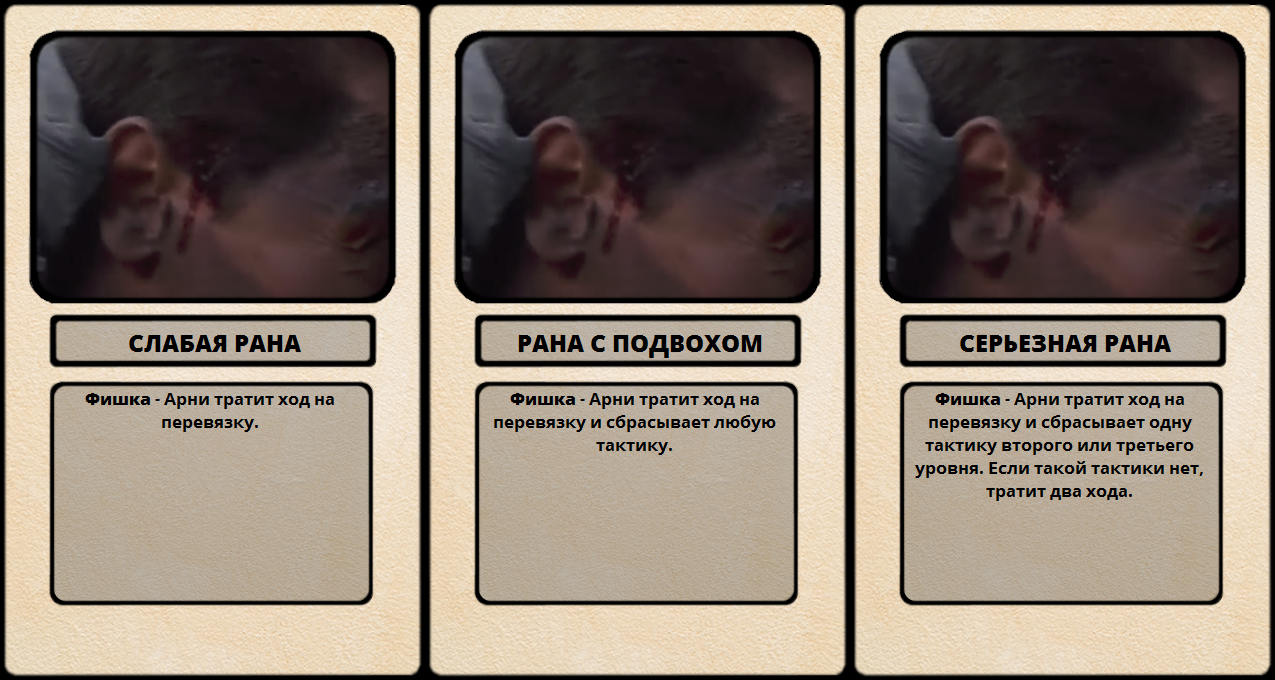 СЛАБАЯ РАНА
Фишка - Арни тратит ход на
перевязку.
РАНА С ПОДВОХОМ
Фишка - Арни тратит ход на
перевязку и сбрасывает любую
тактику.
СЕРЬЕЗНАЯ РАНА
Фишка - Арни тратит ход на
перевязку и сбрасывает одну
тактику второго или третьего
уровня. Если такой тактики нет,
тратит два хода.